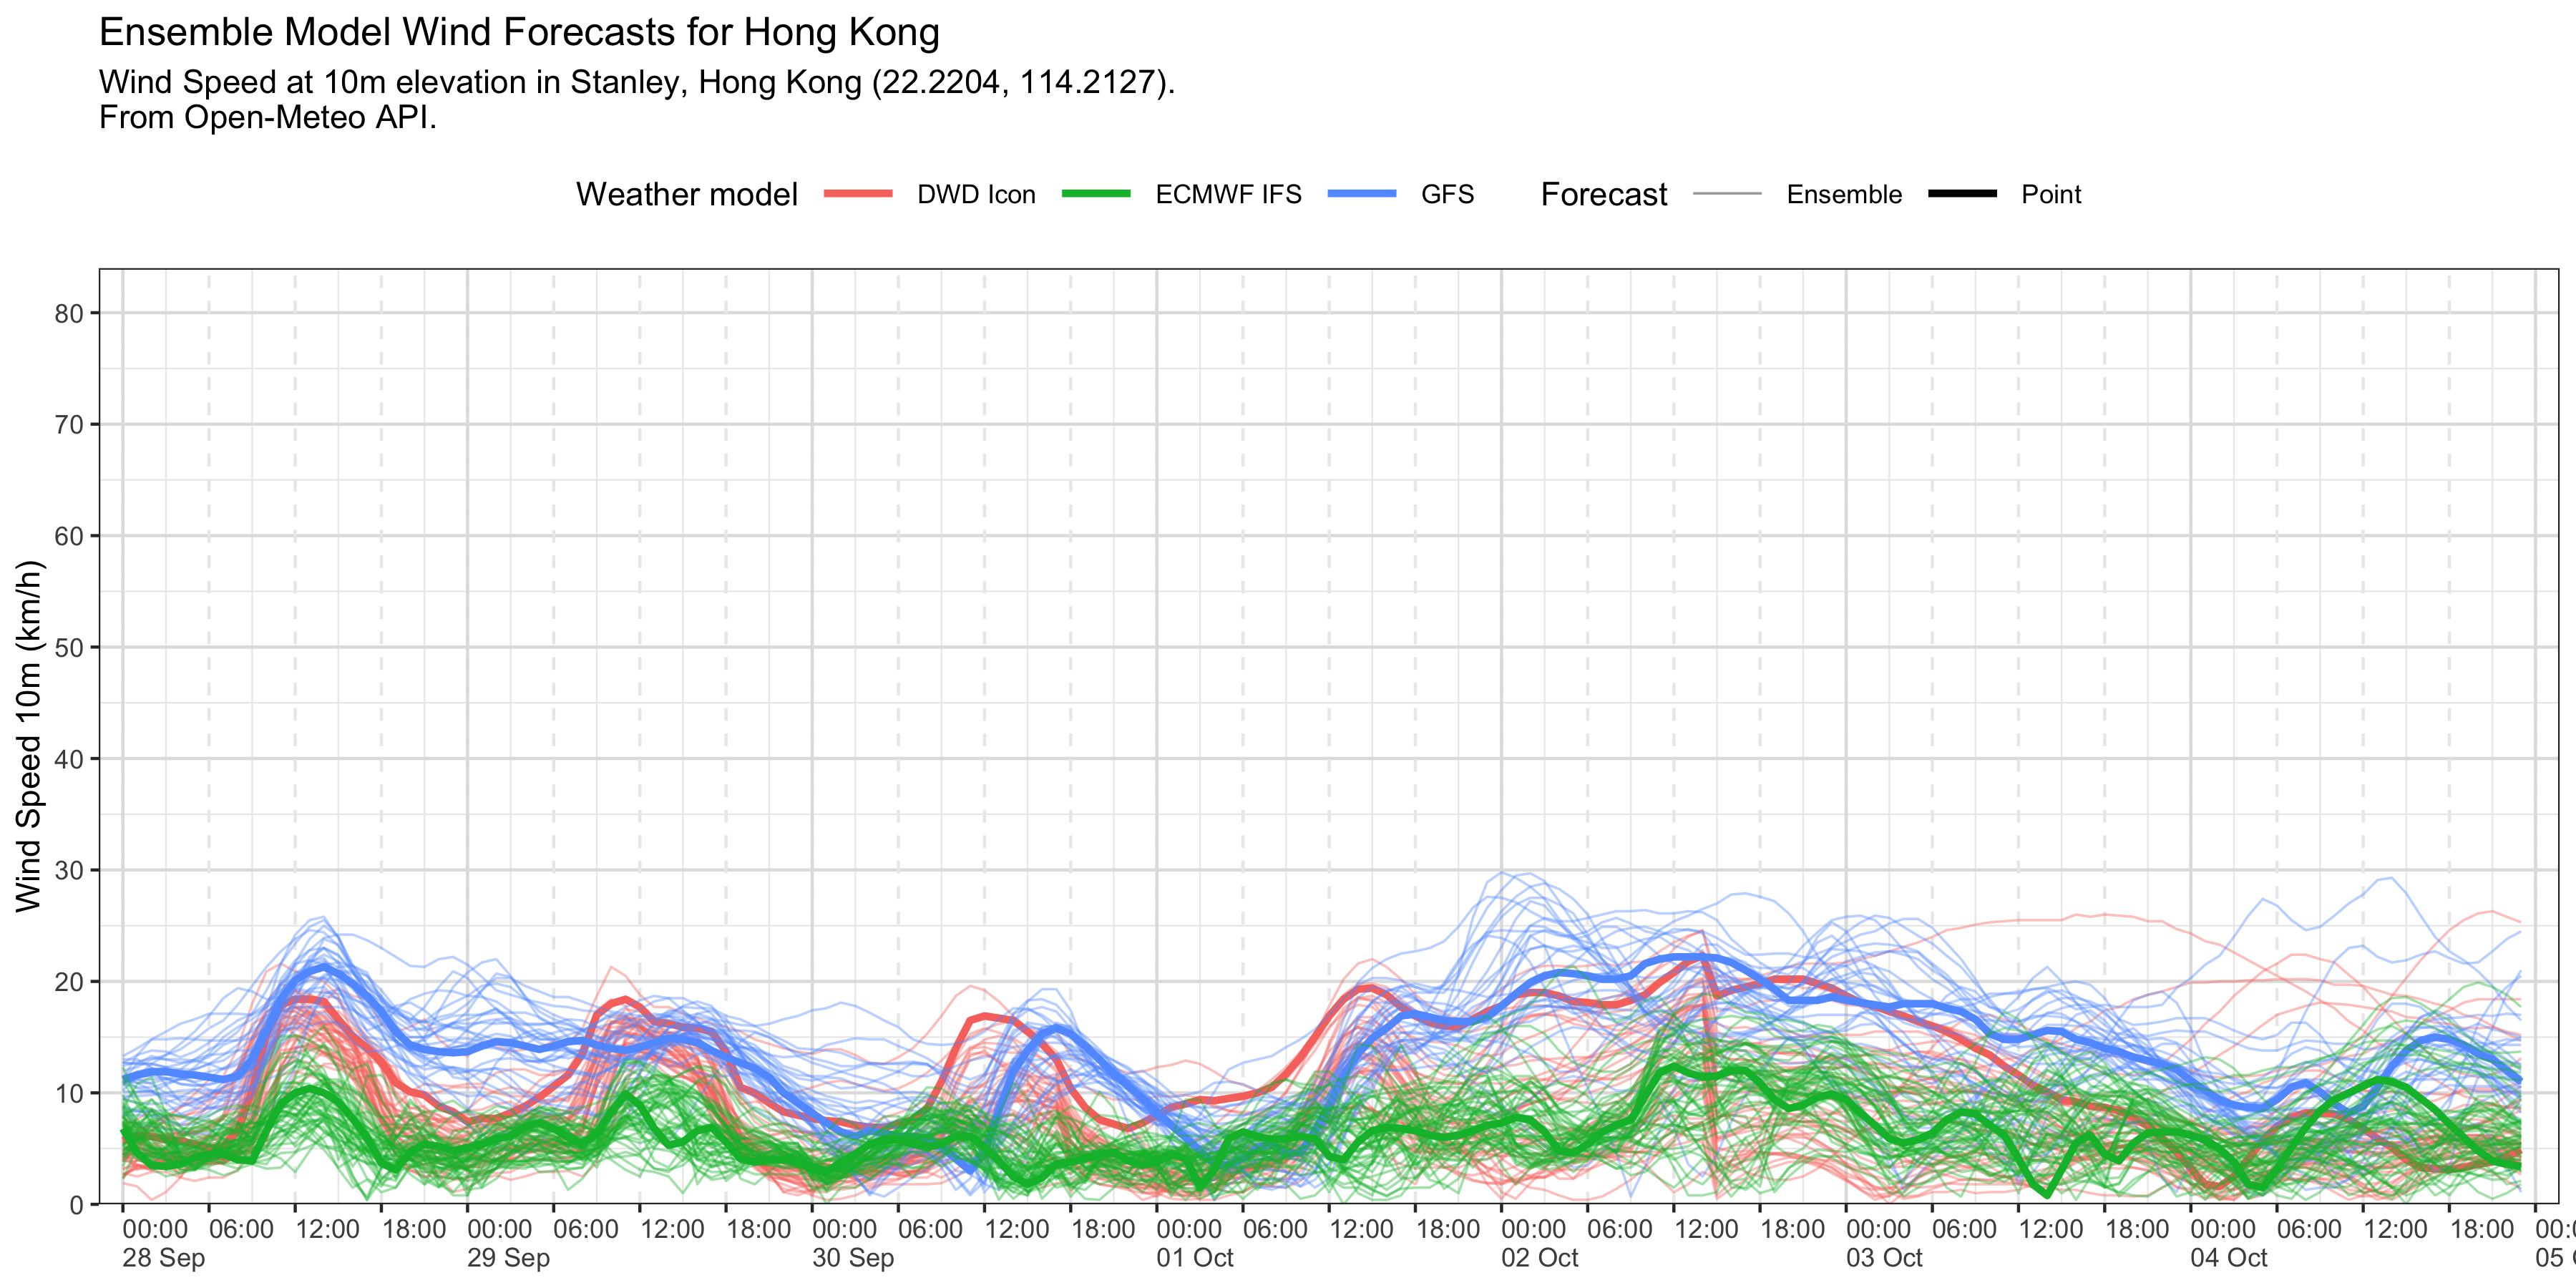 Ensemble Model Wind Forecasts for Hong Kong
Wind Speed at 10m elevation in Stanley, Hong Kong (22.2204, 114.2127).
From Open-Meteo API.
Weather model DWD Icon ECMWF IFS GFS Forecast Ensemble Point
Wind Speed 10m (km/h)
80
70
60
50
40
30
20
10
0
00:00 06:00 12:00 18:00 00:00 06:00 12:00 18:00 00:00 06:00 12:00 18:00 00:00 06:00 12:00 18:00 00:00 06:00 12:00 18:00 00:00 06:00 12:00 18:00 00:00 06:00 12:00 18:00 00:0
28 Sep 29 Sep 30 Sep 01 Oct 02 Oct 03 Oct 04 Oct 05